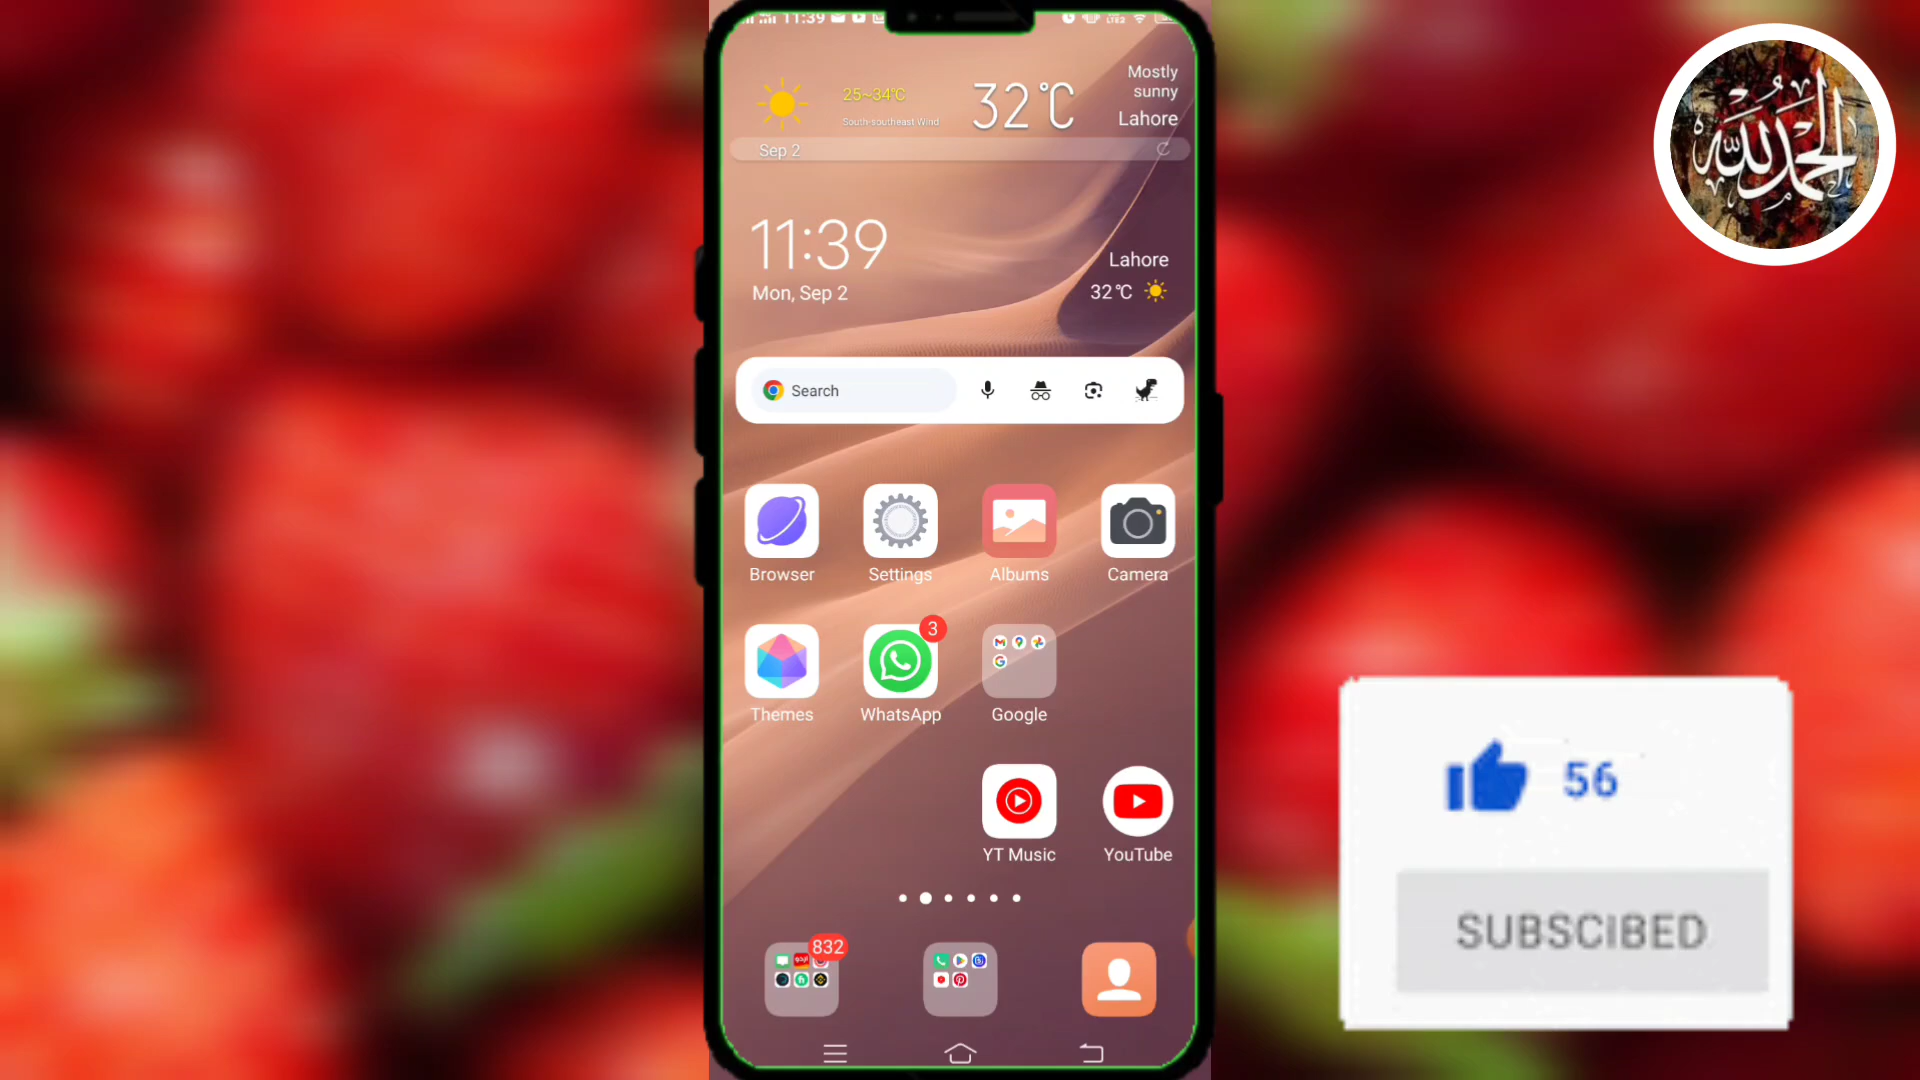 11:39
25~34℃
South-southeast Wind
32℃
Mostly
sunny
Lahore
Sep 2
11:39
Mon, Sep 2
Lahore
32℃
Search
Browser
Settings
Albums
Camera
3
Themes
WhatsApp
Google
YT Music
YouTube
832
الحمد لله
56
SUBSCIBED